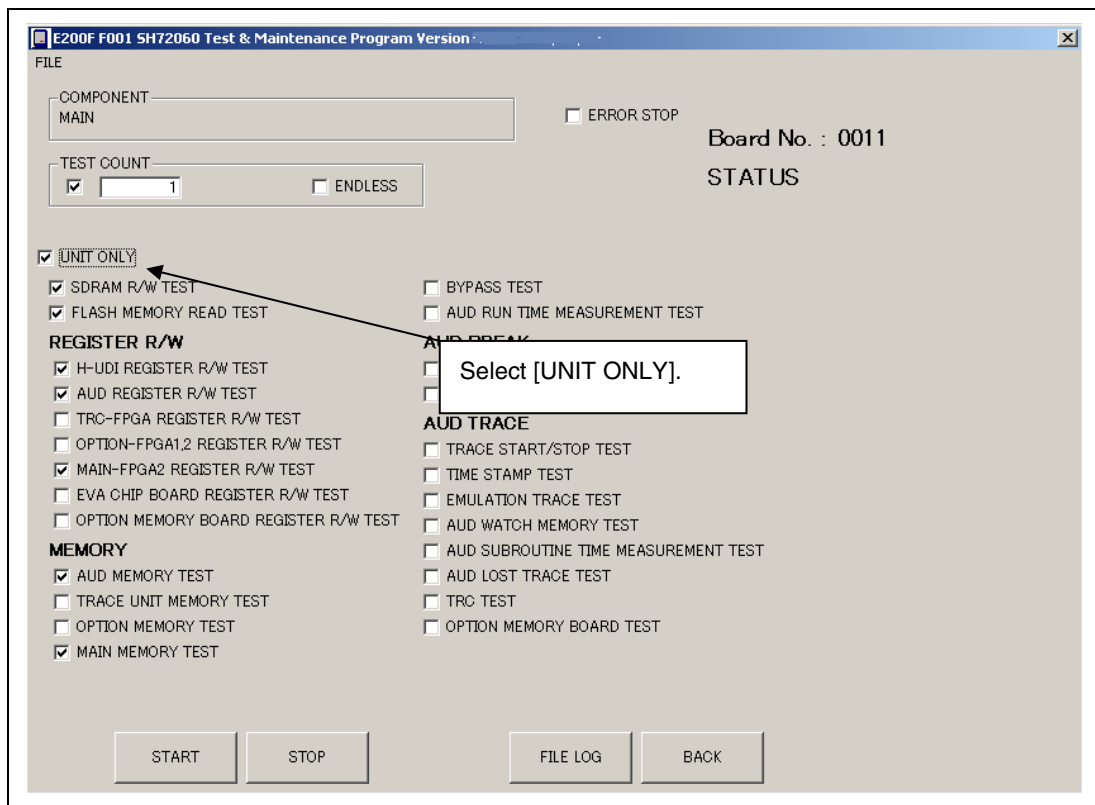 E200F F001 SH72060 Test & Maintenance Program Version
FILE
COMPONENT
MAIN
ERROR STOP
Board No. : 0011
TEST COUNT
1
ENDLESS
STATUS
UNIT ONLY
SDRAM R/W TEST
FLASH MEMORY READ TEST
REGISTER R/W
H-UDI REGISTER R/W TEST
AUD REGISTER R/W TEST
TRC-FPGA REGISTER R/W TEST
OPTION-FPGA1,2 REGISTER R/W TEST
MAIN-FPGA2 REGISTER R/W TEST
EVA CHIP BOARD REGISTER R/W TEST
OPTION MEMORY BOARD REGISTER R/W TEST
MEMORY
AUD MEMORY TEST
TRACE UNIT MEMORY TEST
OPTION MEMORY TEST
MAIN MEMORY TEST
BYPASS TEST
AUD RUN TIME MEASUREMENT TEST
Select [UNIT ONLY].
AUD TRACE
TRACE START/STOP TEST
TIME STAMP TEST
EMULATION TRACE TEST
AUD WATCH MEMORY TEST
AUD SUBROUTINE TIME MEASUREMENT TEST
AUD LOST TRACE TEST
TRC TEST
OPTION MEMORY BOARD TEST
START
STOP
FILE LOG
BACK